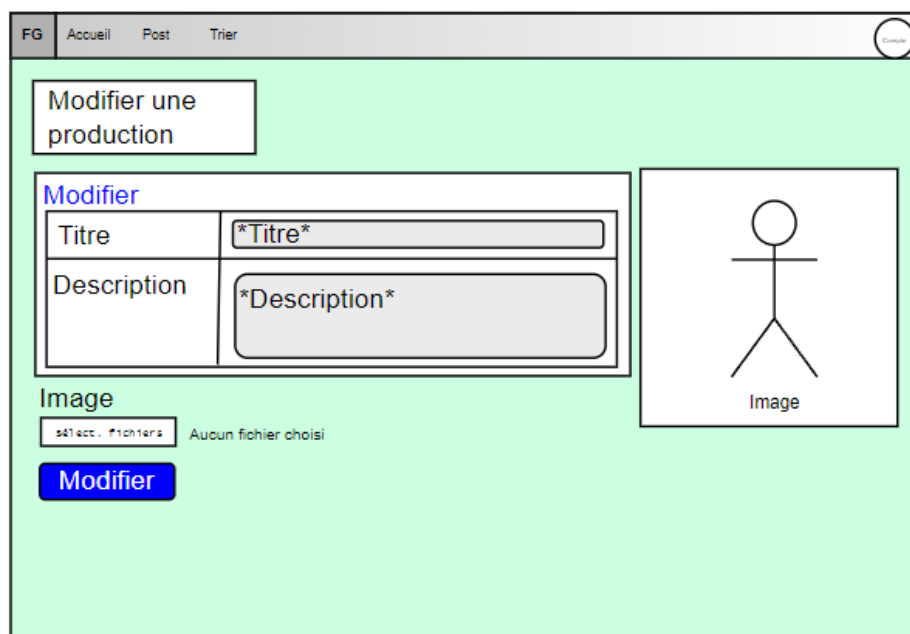 FG Accueil Post Trier Compte
Modifier une
production
Modifier
Titre *Titre*
Description *Description*
Image
Image
sélect. fichiers Aucun fichier choisi
Modifier